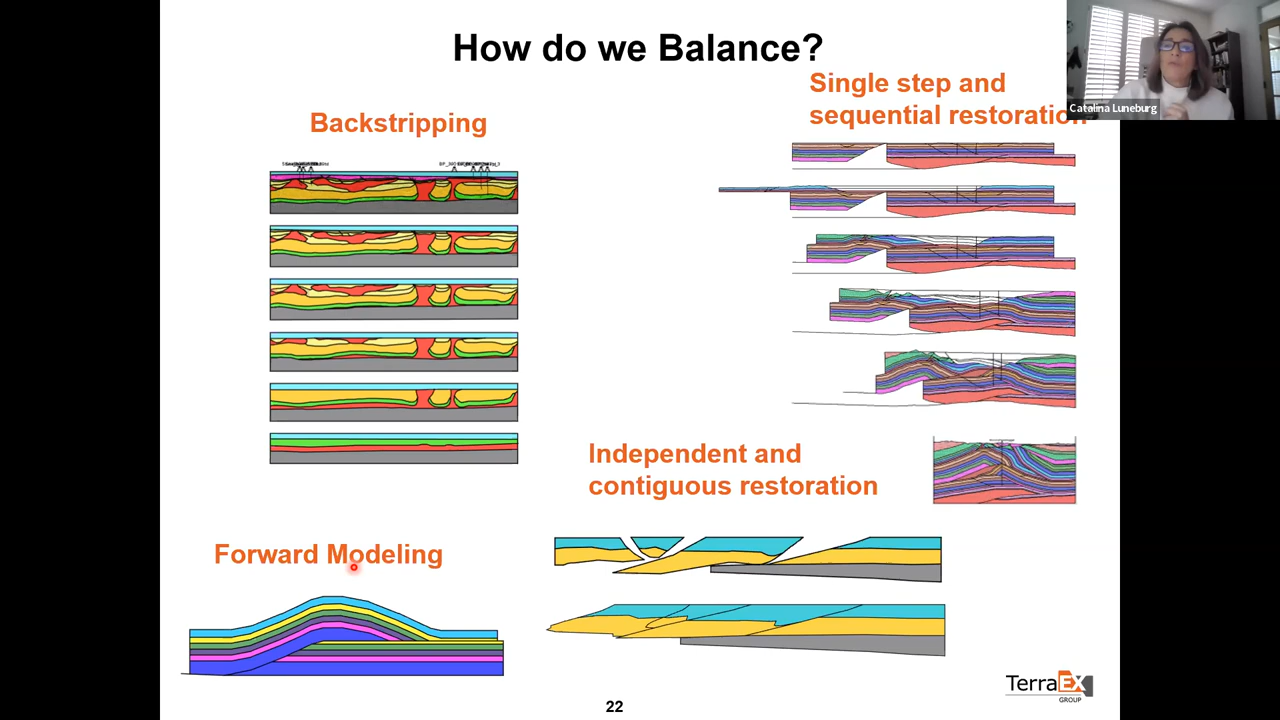 How do we Balance?
Single step and
sequential restoration
Catalina Luneburg
Backstripping
Independent and
contiguous restoration
Forward Modeling
TerraEX
GROUP
22